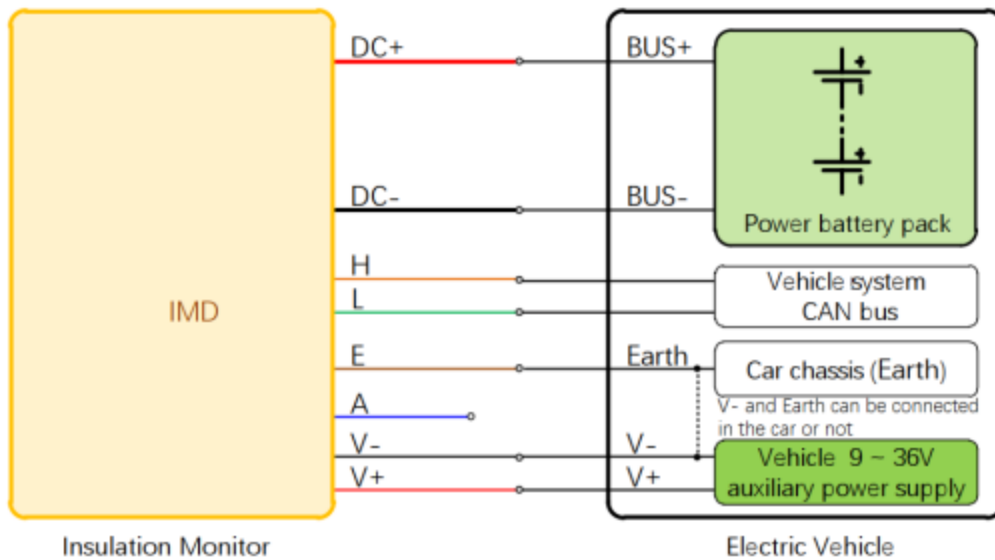 DC+
BUS+
DC-
BUS-
Power battery pack
H
L
Vehicle system
CAN bus
IMD
E
Earth
Car chassis (Earth)
A
V- and Earth can be connected
in the car or not
V-
V-
V+
V+
Vehicle 9 ~ 36V
auxiliary power supply
Insulation Monitor
Electric Vehicle